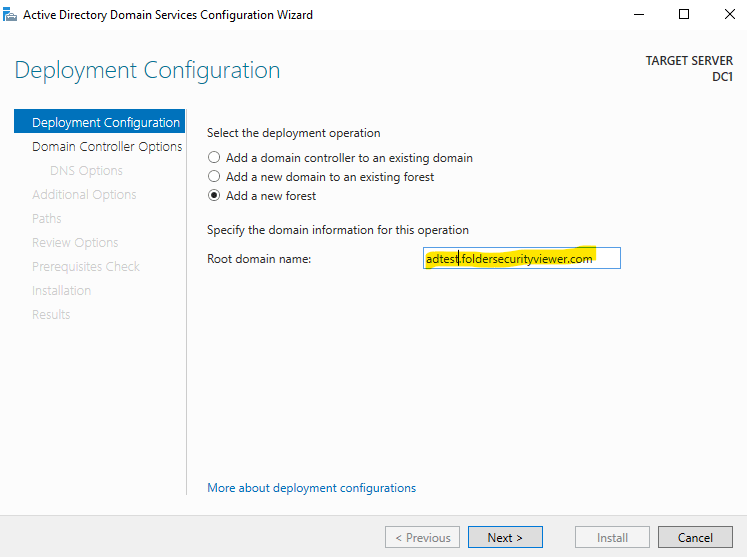 Active Directory Domain Services Configuration Wizard
Deployment Configuration
TARGET SERVER
DC1
Deployment Configuration
Domain Controller Options
DNS Options
Additional Options
Paths
Review Options
Prerequisites Check
Installation
Results
Select the deployment operation
Add a domain controller to an existing domain
Add a new domain to an existing forest
Add a new forest
Specify the domain information for this operation
Root domain name: adtest.foldersecurityviewer.com
More about deployment configurations
< Previous Next > Install Cancel